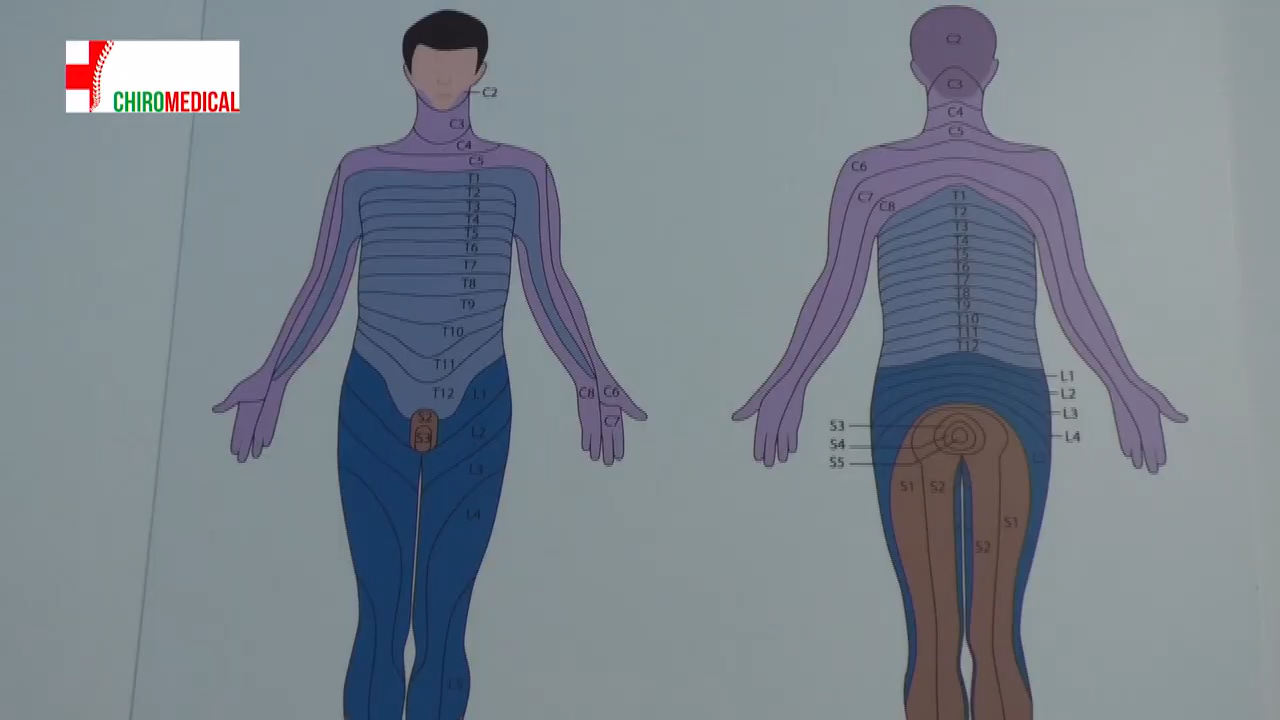 CHIROMEDICAL
C2
C3
C4
C5
T1
T2
T3
T4
T5
T6
T7
T8
T9
T10
T11
T12
L1
S2
S3
L2
L3
L4
L5
C8
C6
C7
C2
C3
C4
C5
C6
C7
C8
T1
T2
T3
T4
T5
T6
T7
T8
T9
T10
T11
T12
L1
L2
L3
L4
S3
S4
S5
S1
S2
S1
S2